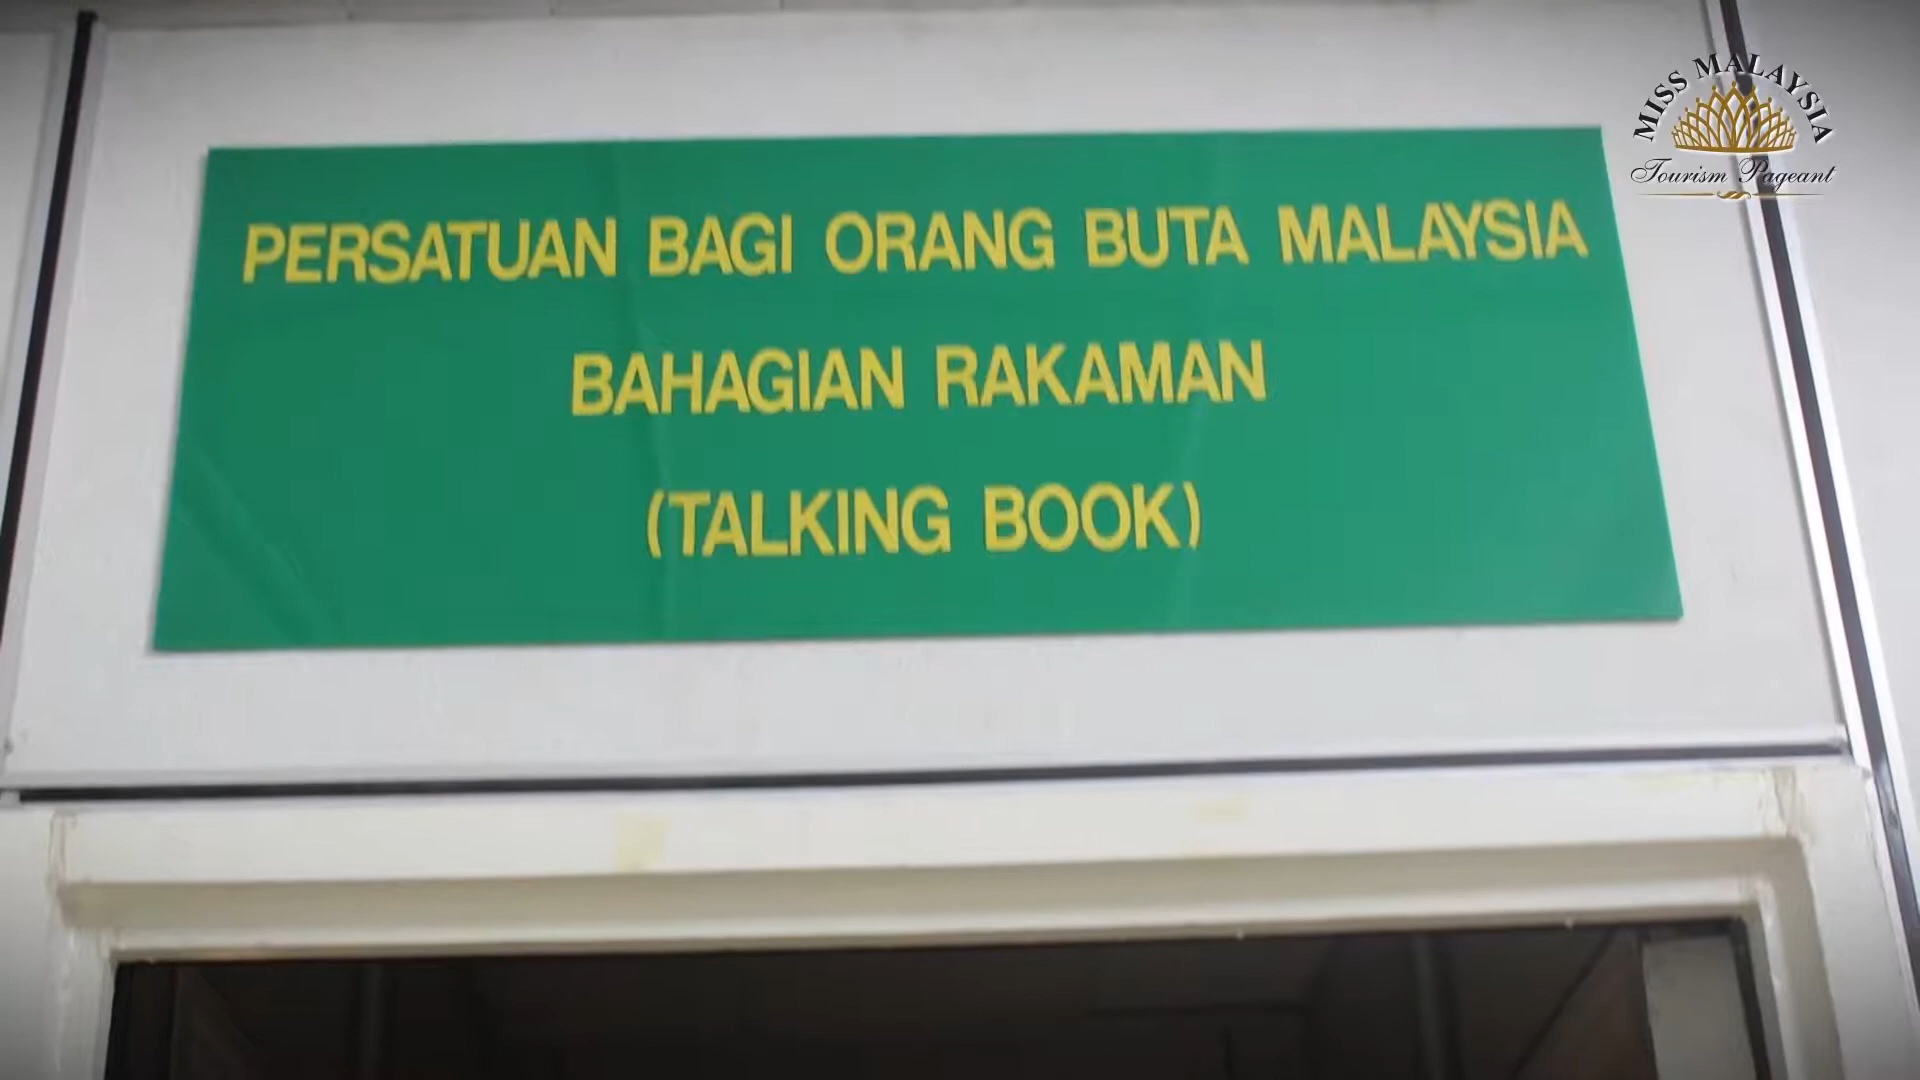 MISS MALAYSIA
Tourism Pageant
PERSATUAN BAGI ORANG BUTA MALAYSIA
BAHAGIAN RAKAMAN
(TALKING BOOK)